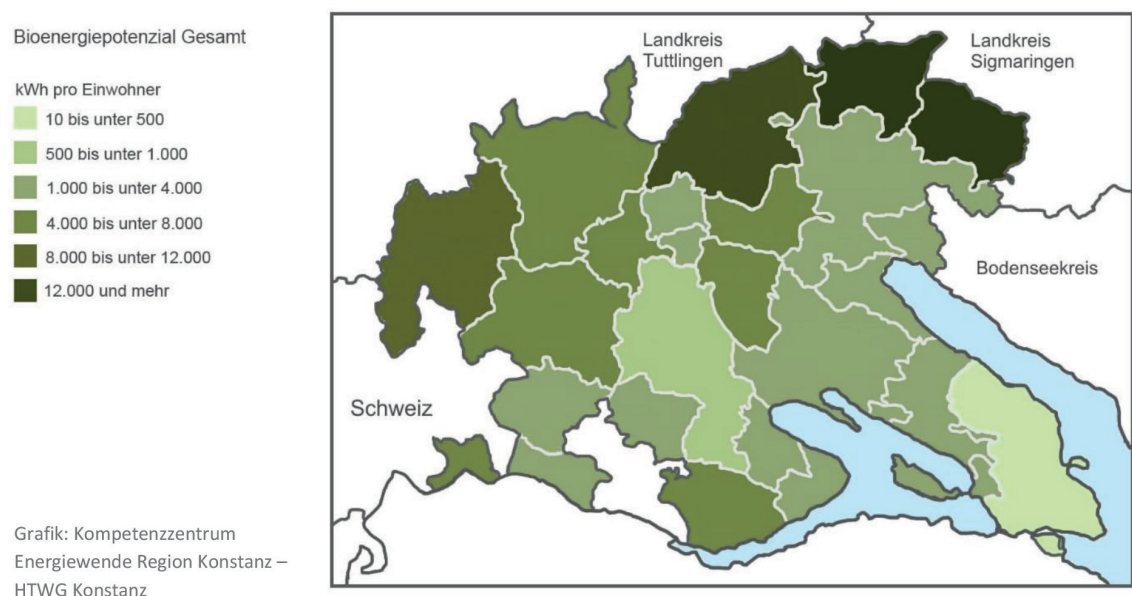 Bioenergiepotenzial Gesamt
kWh pro Einwohner
10 bis unter 500
500 bis unter 1.000
1.000 bis unter 4.000
4.000 bis unter 8.000
8.000 bis unter 12.000
12.000 und mehr
Landkreis
Tuttlingen
Landkreis
Sigmaringen
Bodenseekreis
Schweiz
Grafik: Kompetenzzentrum
Energiewende Region Konstanz –
HTWG Konstanz